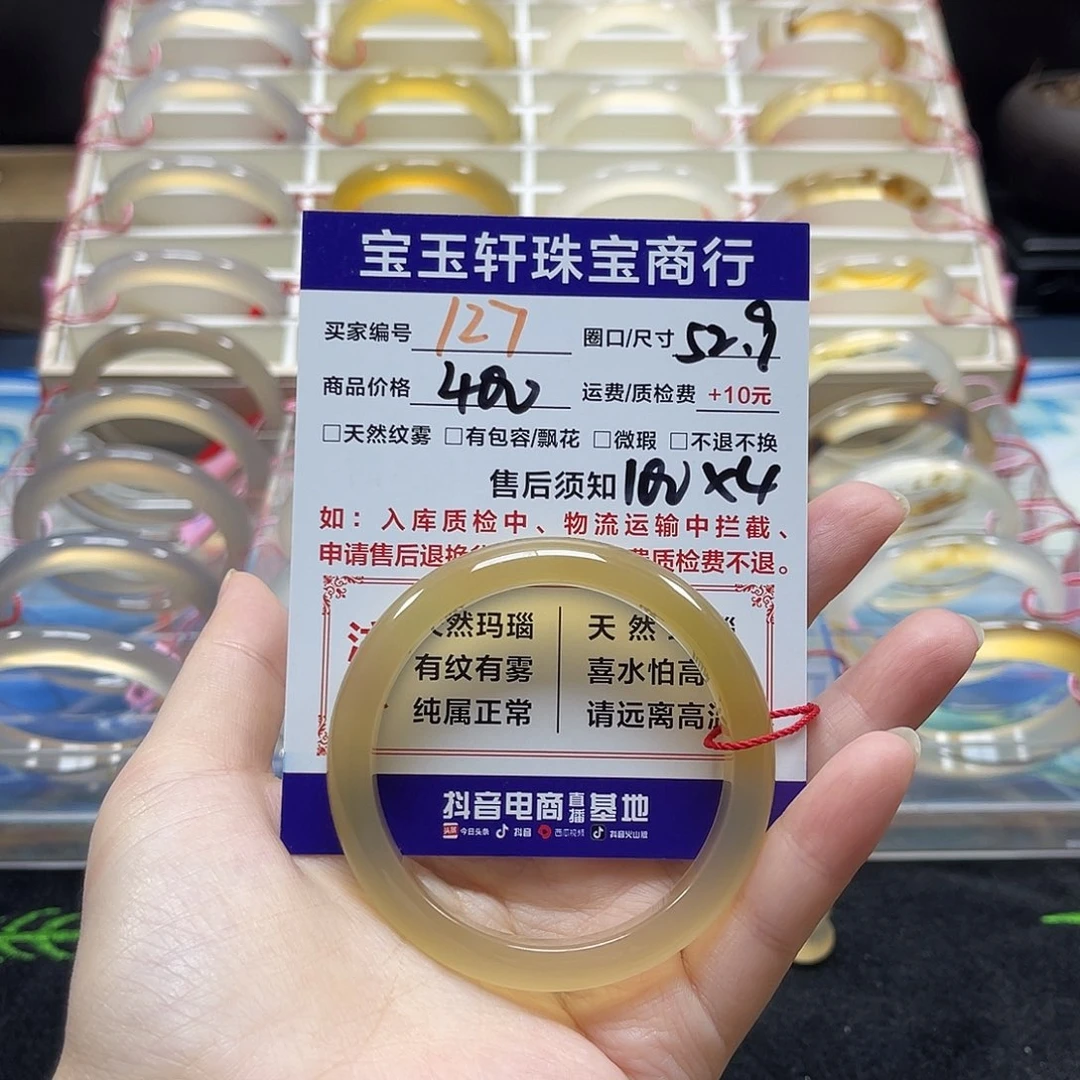 宝玉轩珠宝商行
买家编号 127 圈口/尺寸 52.9
商品价格 400 运费/质检费 +10元
□天然纹雾 □有包容/飘花 □微瑕 □不退不换
售后须知 100×4
如：入库质检中、物流运输中拦截、
申请售后退换 费质检费不退。
天然玛瑙 天然
有纹有雾 喜水怕高
纯属正常 请远离高
抖音电商直播基地
今日头条 抖音 西瓜视频 抖音火山版